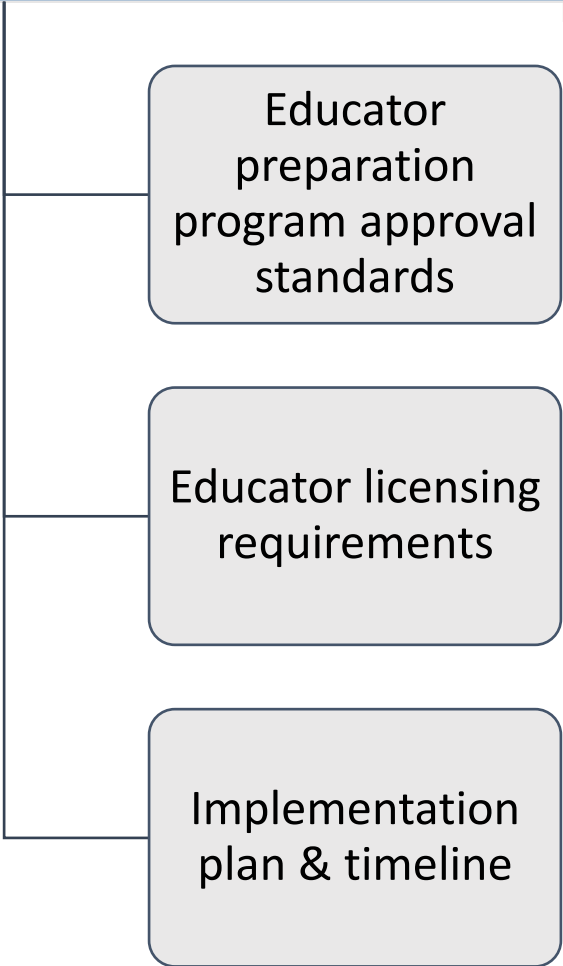 Educator
preparation
program approval
standards
Educator licensing
requirements
Implementation
plan & timeline